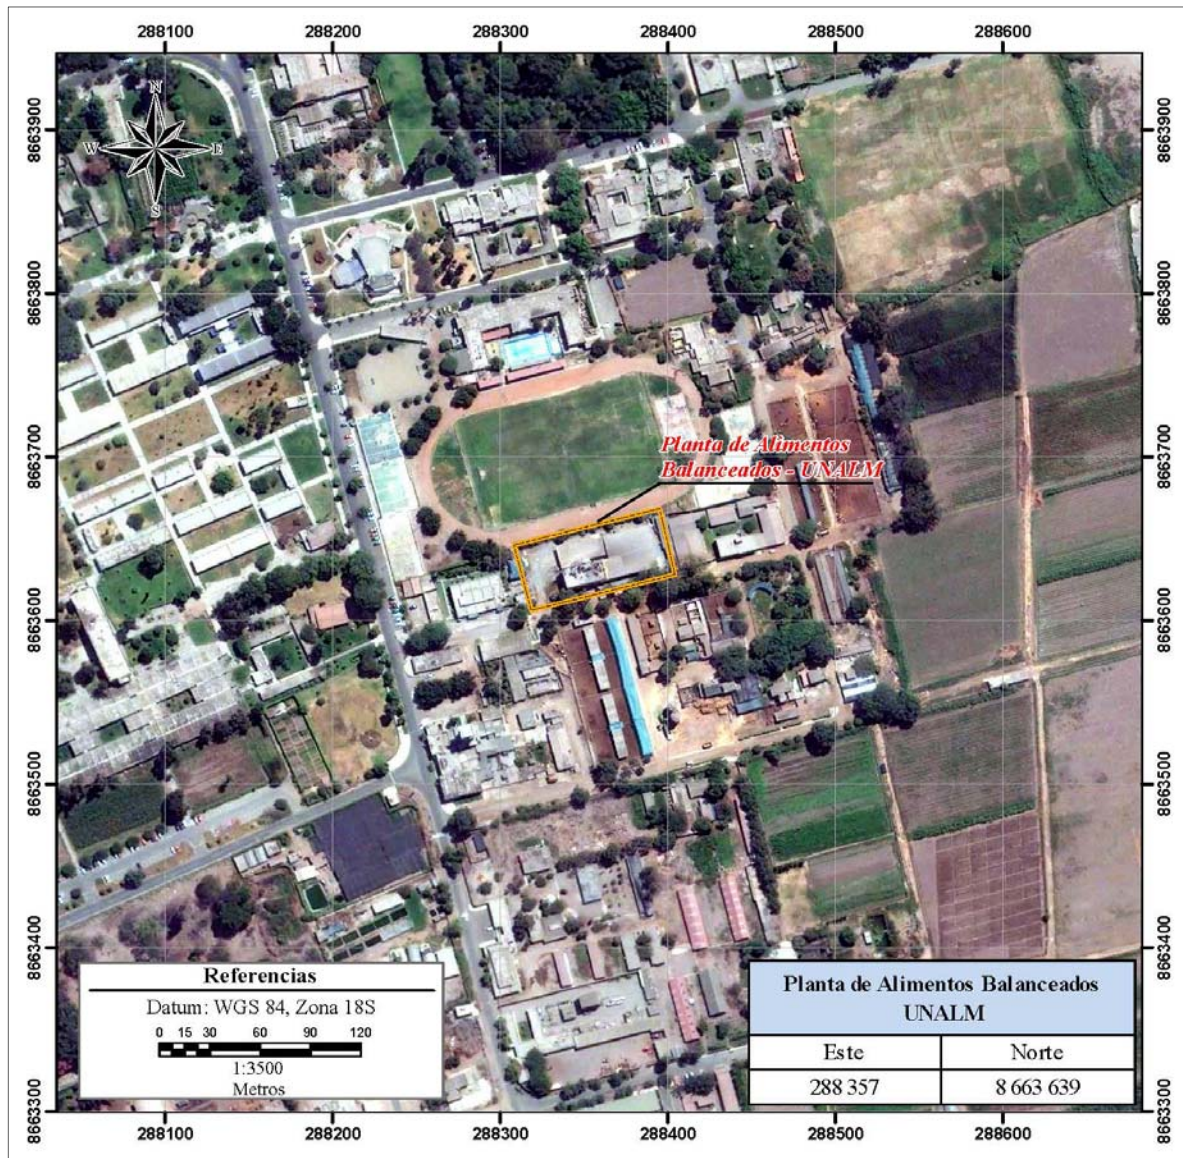 288100 288200 288300 288400 288500 288600
8663900 8663900
N
W E
S
8663800 8663800
8663700 8663700
Planta de Alimentos
Balanceados - UNALM
8663600 8663600
8663500 8663500
8663400 8663400
Referencias
Datum: WGS 84, Zona 18S
0 15 30 60 90 120
1:3500
Metros
Planta de Alimentos Balanceados
UNALM
Este Norte
288 357 8 663 639
8663300 8663300
288100 288200 288300 288400 288500 288600